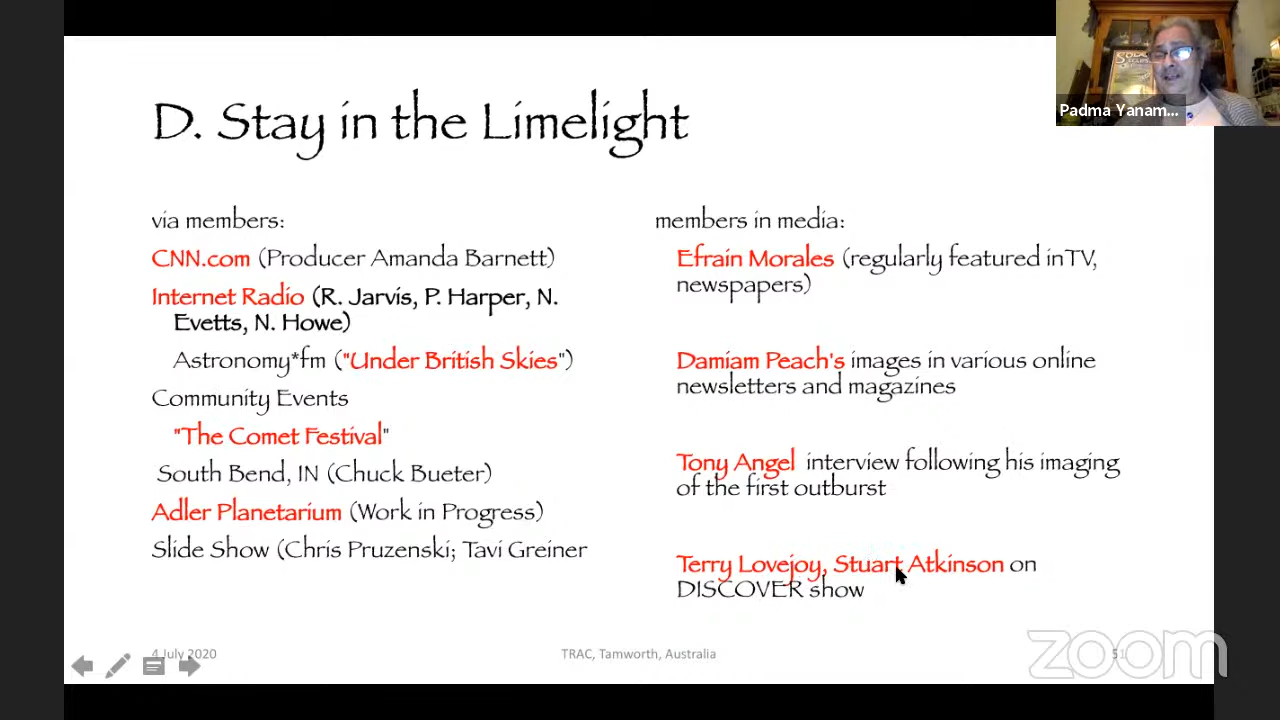 D. Stay in the Limelight
via members:
CNN.com (Producer Amanda Barnett)
Internet Radio (R. Jarvis, P. Harper, N.
Evetts, N. Howe)
Astronomy*fm ("Under British Skies")
Community Events
"The Comet Festival"
South Bend, IN (Chuck Bueter)
Adler Planetarium (Work in Progress)
Slide Show (Chris Pruzenski; Tavi Greiner
members in media:
Efrain Morales (regularly featured inTV,
newspapers)
Damiam Peach's images in various online
newsletters and magazines
Tony Angel interview following his imaging
of the first outburst
Terry Lovejoy, Stuart Atkinson on
DISCOVER show
4 July 2020
TRAC, Tamworth, Australia
51
Padma Yanam...
zoom